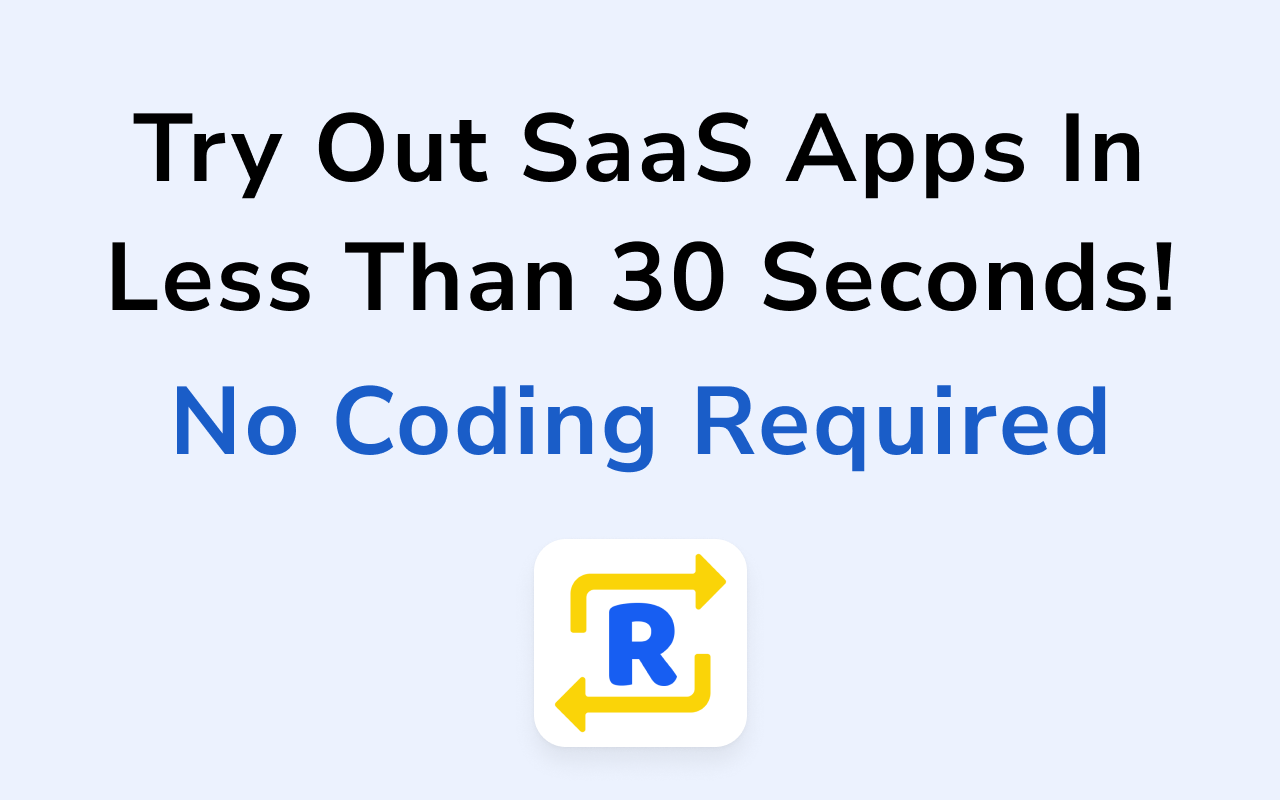 Try Out SaaS Apps In
Less Than 30 Seconds!
No Coding Required
R